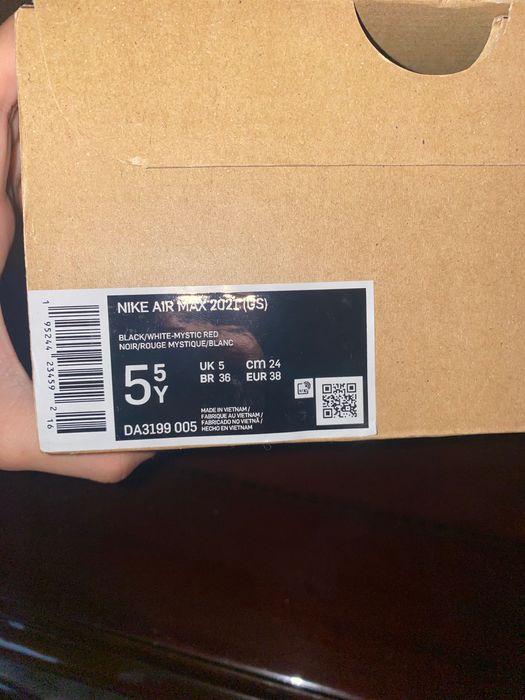 NIKE AIR MAX 2021 (GS)
BLACK/WHITE-MYSTIC RED
NOIR/ROUGE MYSTIQUE/BLANC
5 5Y
UK 5 cm 24
BR 36 EUR 38
DA3199 005
MADE IN VIETNAM /
FABRIQUE AU VIETNAM /
FABRICADO NO VIETNÃ /
HECHO EN VIETNAM
1 95244 23459 2 16